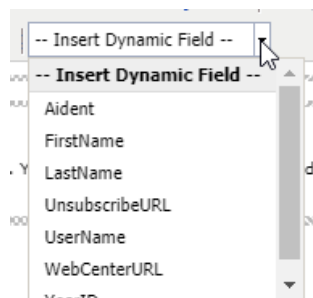 -- Insert Dynamic Field --
-- Insert Dynamic Field --
Aident
FirstName
LastName
UnsubscribeURL
UserName
WebCenterURL